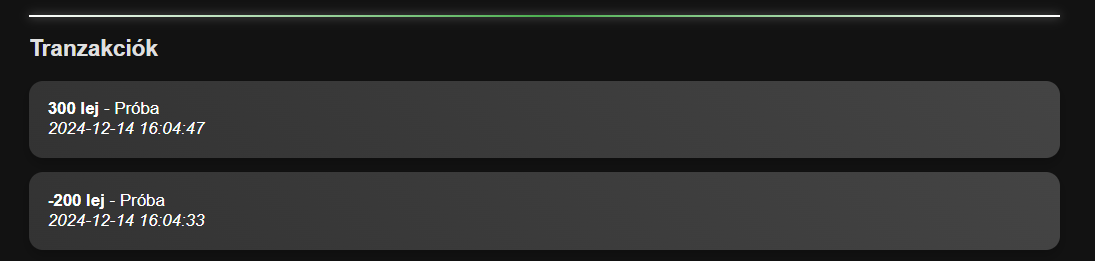 Tranzakciók
300 lej - Próba
2024-12-14 16:04:47
-200 lej - Próba
2024-12-14 16:04:33